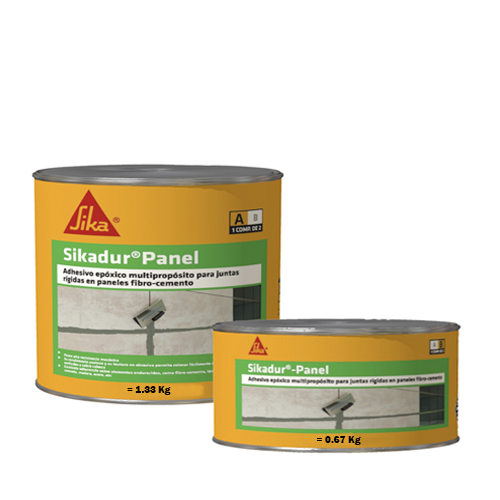 Sika®
A B
1 COMP. DE 2
Sikadur®Panel
Adhesivo epóxico multipropósito para juntas
rígidas en paneles fibro-cemento
= 1.33 Kg
Sika
A B
Sikadur®-Panel
Adhesivo epóxico multipropósito para juntas rígidas en paneles fibro-cemento
= 0.67 Kg